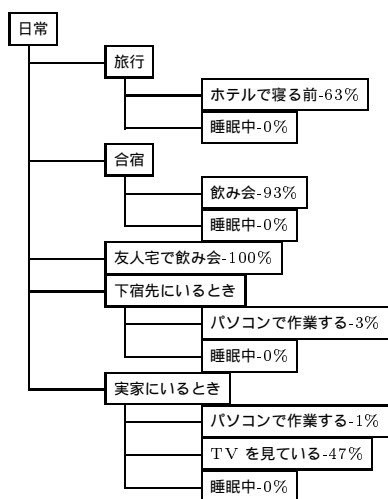 日常
旅行
ホテルで寝る前-63%
睡眠中-0%
合宿
飲み会-93%
睡眠中-0%
友人宅で飲み会-100%
下宿先にいるとき
パソコンで作業する-3%
睡眠中-0%
実家にいるとき
パソコンで作業する-1%
TV を見ている-47%
睡眠中-0%